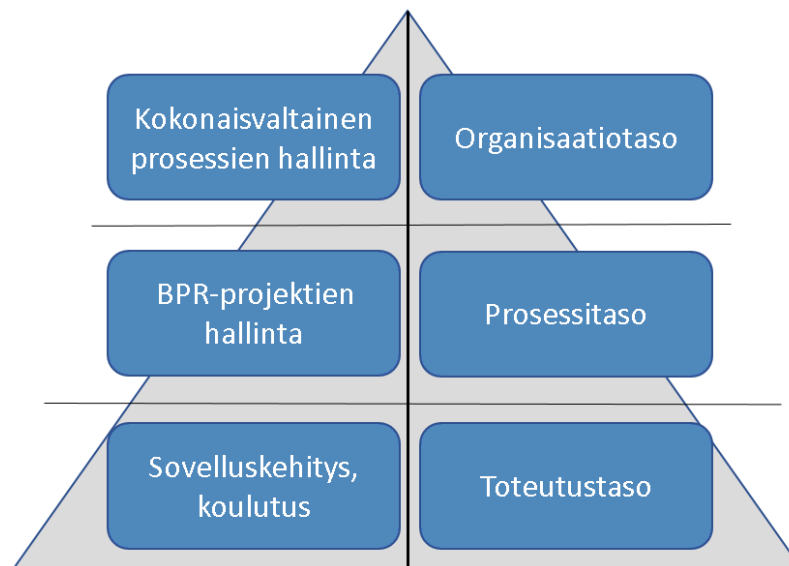 Kokonaisvaltainen
prosessien hallinta
Organisaatiotaso
BPR-projektien
hallinta
Prosessitaso
Sovelluskehitys,
koulutus
Toteutustaso